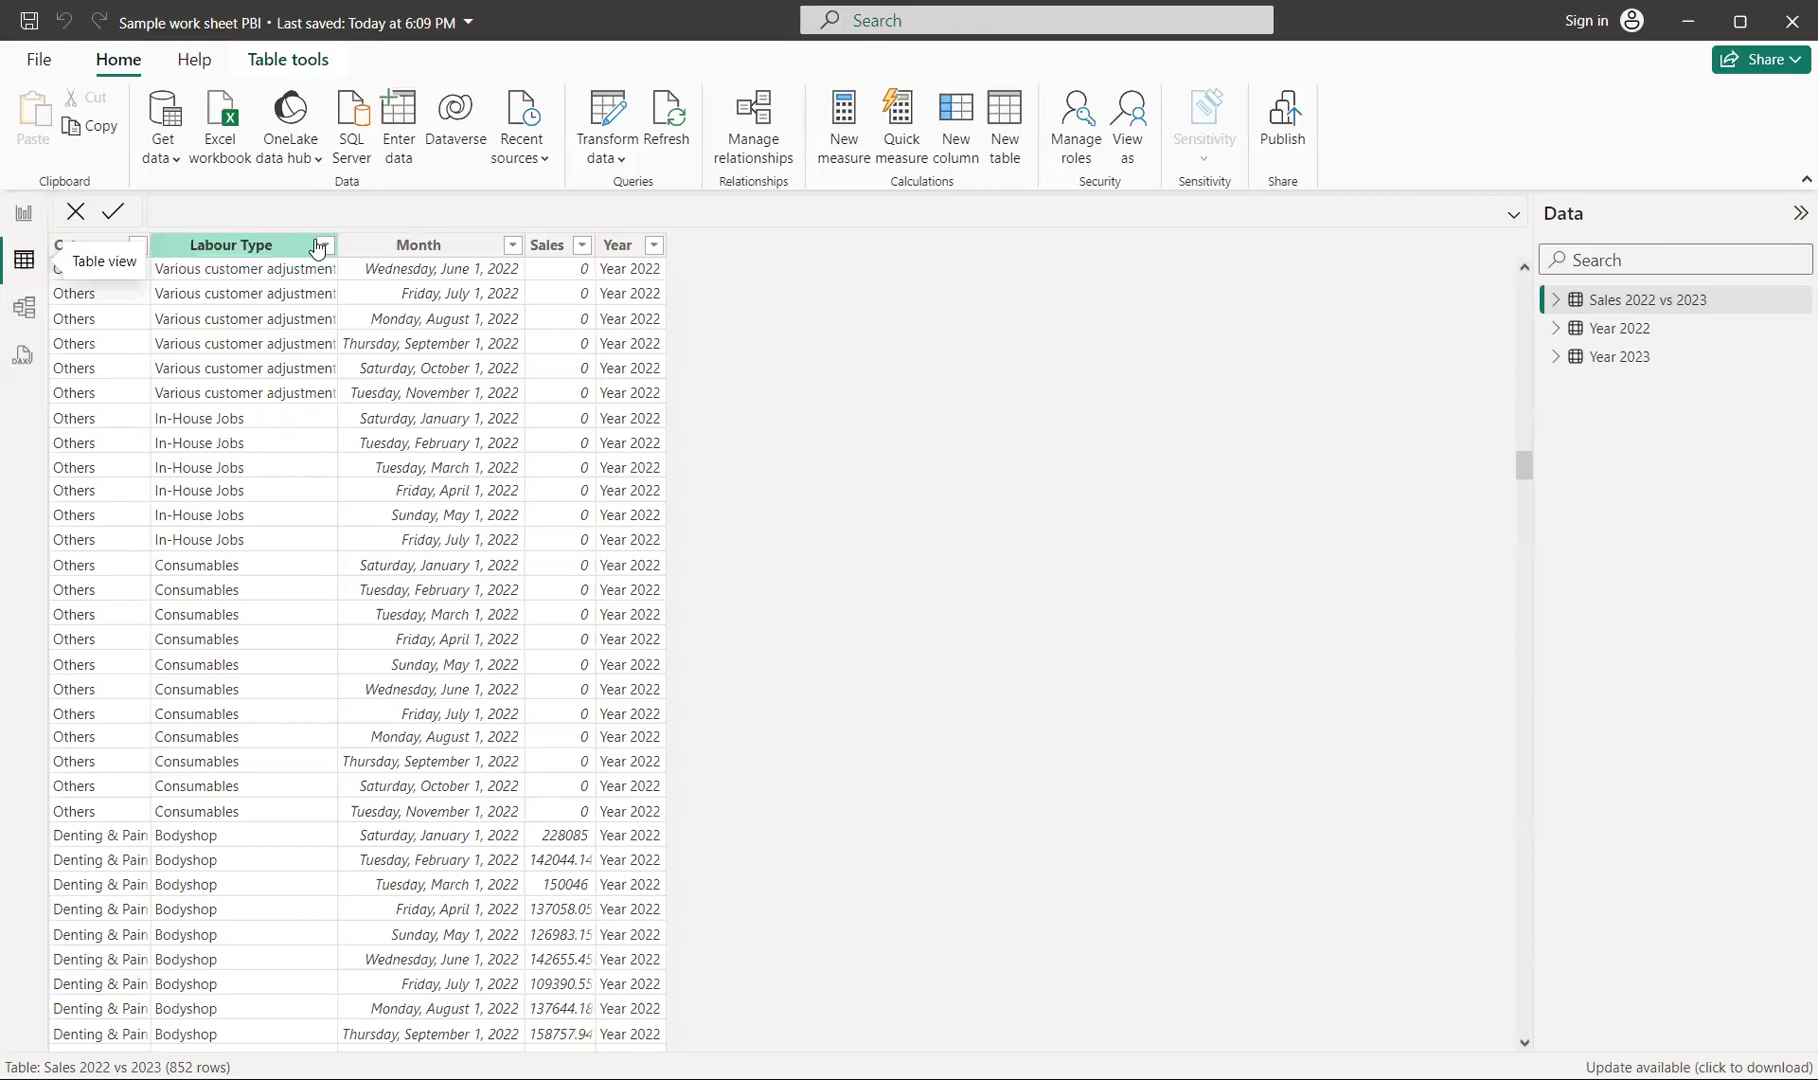 Sample work sheet PBI • Last saved: Today at 6:09 PM
Search
Sign in
File Home Help Table tools
Share
Paste
Cut
Copy
Clipboard
Get data
Excel workbook
OneLake data hub
SQL Server
Enter data
Dataverse
Recent sources
Data
Transform data
Refresh
Queries
Manage relationships
Relationships
New measure
Quick measure
New column
New table
Calculations
Manage roles
View as
Security
Sensitivity
Sensitivity
Publish
Share
Table view
DAX
Labour Type Month Sales Year
Various customer adjustment Wednesday, June 1, 2022 0 Year 2022
Others Various customer adjustment Friday, July 1, 2022 0 Year 2022
Others Various customer adjustment Monday, August 1, 2022 0 Year 2022
Others Various customer adjustment Thursday, September 1, 2022 0 Year 2022
Others Various customer adjustment Saturday, October 1, 2022 0 Year 2022
Others Various customer adjustment Tuesday, November 1, 2022 0 Year 2022
Others In-House Jobs Saturday, January 1, 2022 0 Year 2022
Others In-House Jobs Tuesday, February 1, 2022 0 Year 2022
Others In-House Jobs Tuesday, March 1, 2022 0 Year 2022
Others In-House Jobs Friday, April 1, 2022 0 Year 2022
Others In-House Jobs Sunday, May 1, 2022 0 Year 2022
Others In-House Jobs Friday, July 1, 2022 0 Year 2022
Others Consumables Saturday, January 1, 2022 0 Year 2022
Others Consumables Tuesday, February 1, 2022 0 Year 2022
Others Consumables Tuesday, March 1, 2022 0 Year 2022
Others Consumables Friday, April 1, 2022 0 Year 2022
Others Consumables Sunday, May 1, 2022 0 Year 2022
Others Consumables Wednesday, June 1, 2022 0 Year 2022
Others Consumables Friday, July 1, 2022 0 Year 2022
Others Consumables Monday, August 1, 2022 0 Year 2022
Others Consumables Thursday, September 1, 2022 0 Year 2022
Others Consumables Saturday, October 1, 2022 0 Year 2022
Others Consumables Tuesday, November 1, 2022 0 Year 2022
Denting & Pain Bodyshop Saturday, January 1, 2022 228085 Year 2022
Denting & Pain Bodyshop Tuesday, February 1, 2022 142044.14 Year 2022
Denting & Pain Bodyshop Tuesday, March 1, 2022 150046 Year 2022
Denting & Pain Bodyshop Friday, April 1, 2022 137058.05 Year 2022
Denting & Pain Bodyshop Sunday, May 1, 2022 126983.15 Year 2022
Denting & Pain Bodyshop Wednesday, June 1, 2022 142655.45 Year 2022
Denting & Pain Bodyshop Friday, July 1, 2022 109390.55 Year 2022
Denting & Pain Bodyshop Monday, August 1, 2022 137644.18 Year 2022
Denting & Pain Bodyshop Thursday, September 1, 2022 158757.94 Year 2022
Data
Search
Sales 2022 vs 2023
Year 2022
Year 2023
Table: Sales 2022 vs 2023 (852 rows)
Update available (click to download)